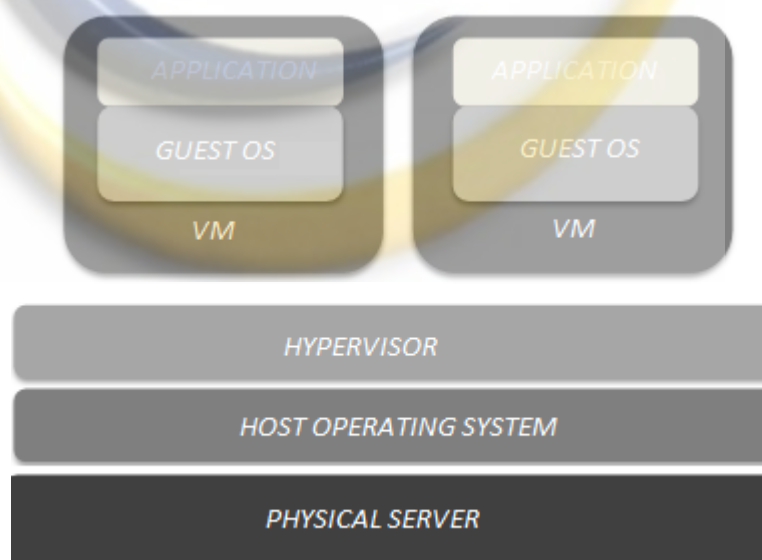 APPLICATION
APPLICATION
GUEST OS
GUEST OS
VM
VM
HYPERVISOR
HOST OPERATING SYSTEM
PHYSICAL SERVER